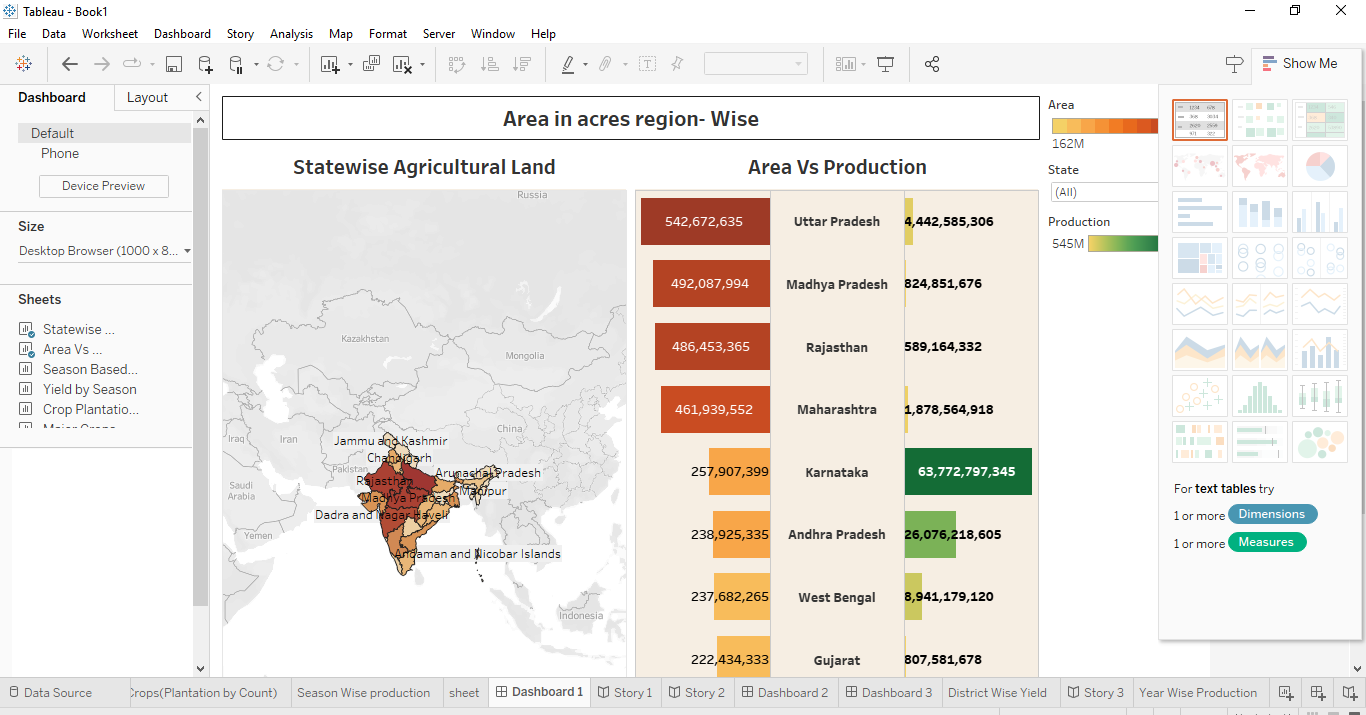 Tableau - Book1
File Data Worksheet Dashboard Story Analysis Map Format Server Window Help
Show Me
Dashboard Layout
Default
Phone
Device Preview
Size
Desktop Browser (1000 x 8...
Sheets
Statewise ...
Area Vs ...
Season Based...
Yield by Season
Crop Plantatio...
Major Crops
Area in acres region- Wise
Statewise Agricultural Land
Russia
Kazakhstan
Mongolia
China
Iraq
Iran
Pakistan
Saudi
Arabia
Yemen
Indonesia
Jammu and Kashmir
Chandigarh
Arunachal Pradesh
Rajasthan
Manipur
Madhya Pradesh
Dadra and Nagar Haveli
Andaman and Nicobar Islands
Area Vs Production
542,672,635 Uttar Pradesh 4,442,585,306
492,087,994 Madhya Pradesh 824,851,676
486,453,365 Rajasthan 589,164,332
461,939,552 Maharashtra 1,878,564,918
257,907,399 Karnataka 63,772,797,345
238,925,335 Andhra Pradesh 26,076,218,605
237,682,265 West Bengal 8,941,179,120
222,434,333 Gujarat 807,581,678
Area
162M
State
(All)
Production
545M
For text tables try
1 or more Dimensions
1 or more Measures
Data Source Crops(Plantation by Count) Season Wise production sheet Dashboard 1 Story 1 Story 2 Dashboard 2 Dashboard 3 District Wise Yield Story 3 Year Wise Production